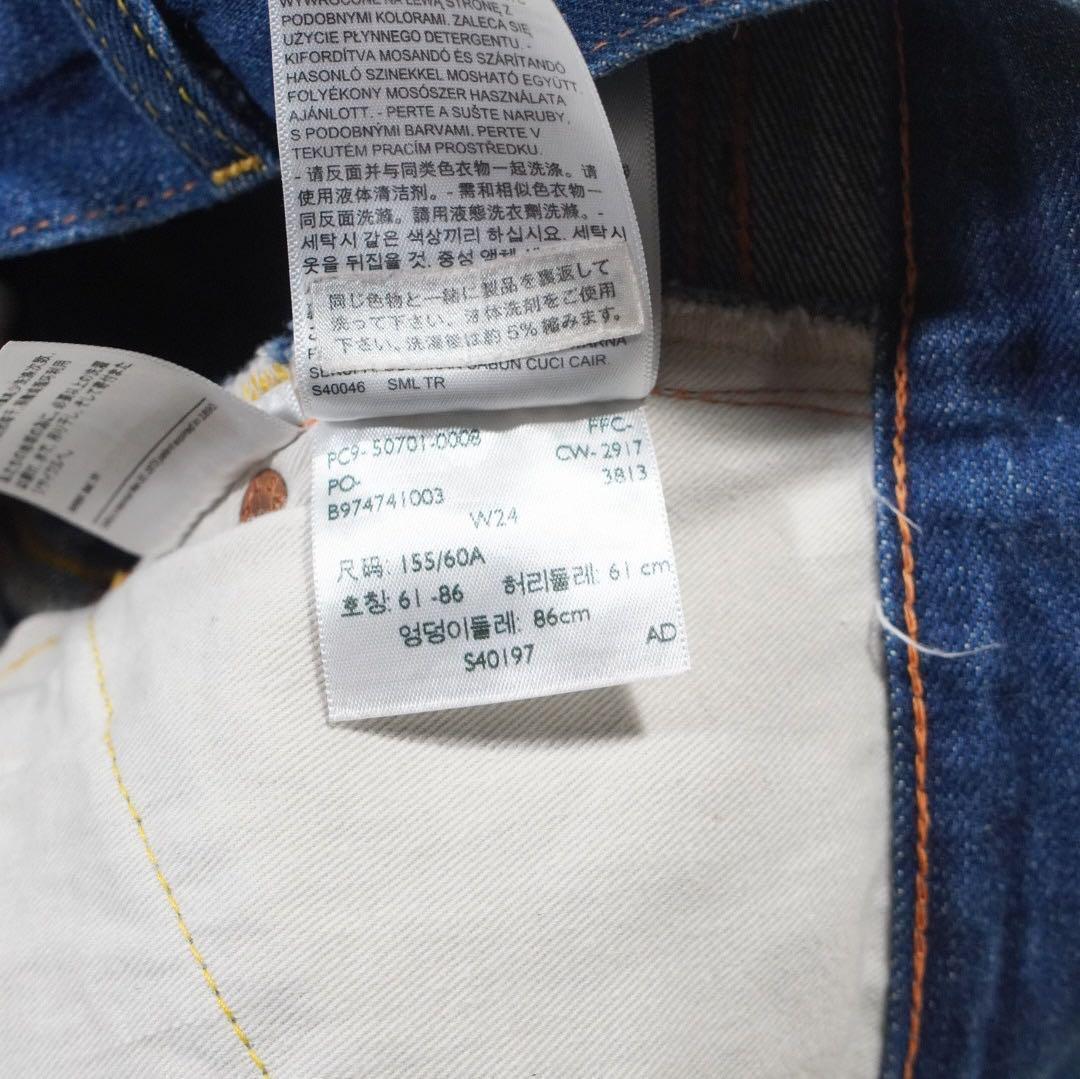 PODOBNYMI KOLORAMI. ZALECA SIĘ
UŻYCIE PŁYNNEGO DETERGENTU. -
KIFORDÍTVA MOSANDÓ ÉS SZÁRÍTANDÓ
HASONLÓ SZINEKKEL MOSHATÓ EGYÜTT.
FOLYÉKONY MOSÓSZER HASZNÁLATA
AJÁNLOTT. - PERTE A SUŠTE NARUBY,
S PODOBNÝMI BARVAMI. PERTE V
TEKUTÉM PRACÍM PROSTŘEDKU.
- 请反面并与同类色衣物一起洗涤。请
使用液体清洁剂。- 需和相似色衣物一
同反面洗滌。請用液態洗衣劑洗滌。-
세탁시 같은 색상끼리 하십시요. 세탁시
옷을 뒤집을 것. 중성
同じ色物と一緒に製品を裏返して
洗って下さい。液体洗剤をご使用
下さい。洗濯後は約5%縮みます。
SABUN CUCI CAIR.
S40046 SML TR
PC9-50701-0008 FFC-
PO- CW-2917
B974741003 3813
W24
尺码: 155/60A
호칭: 61 -86 허리둘레: 61 cm
엉덩이둘레: 86cm
S40197 AD